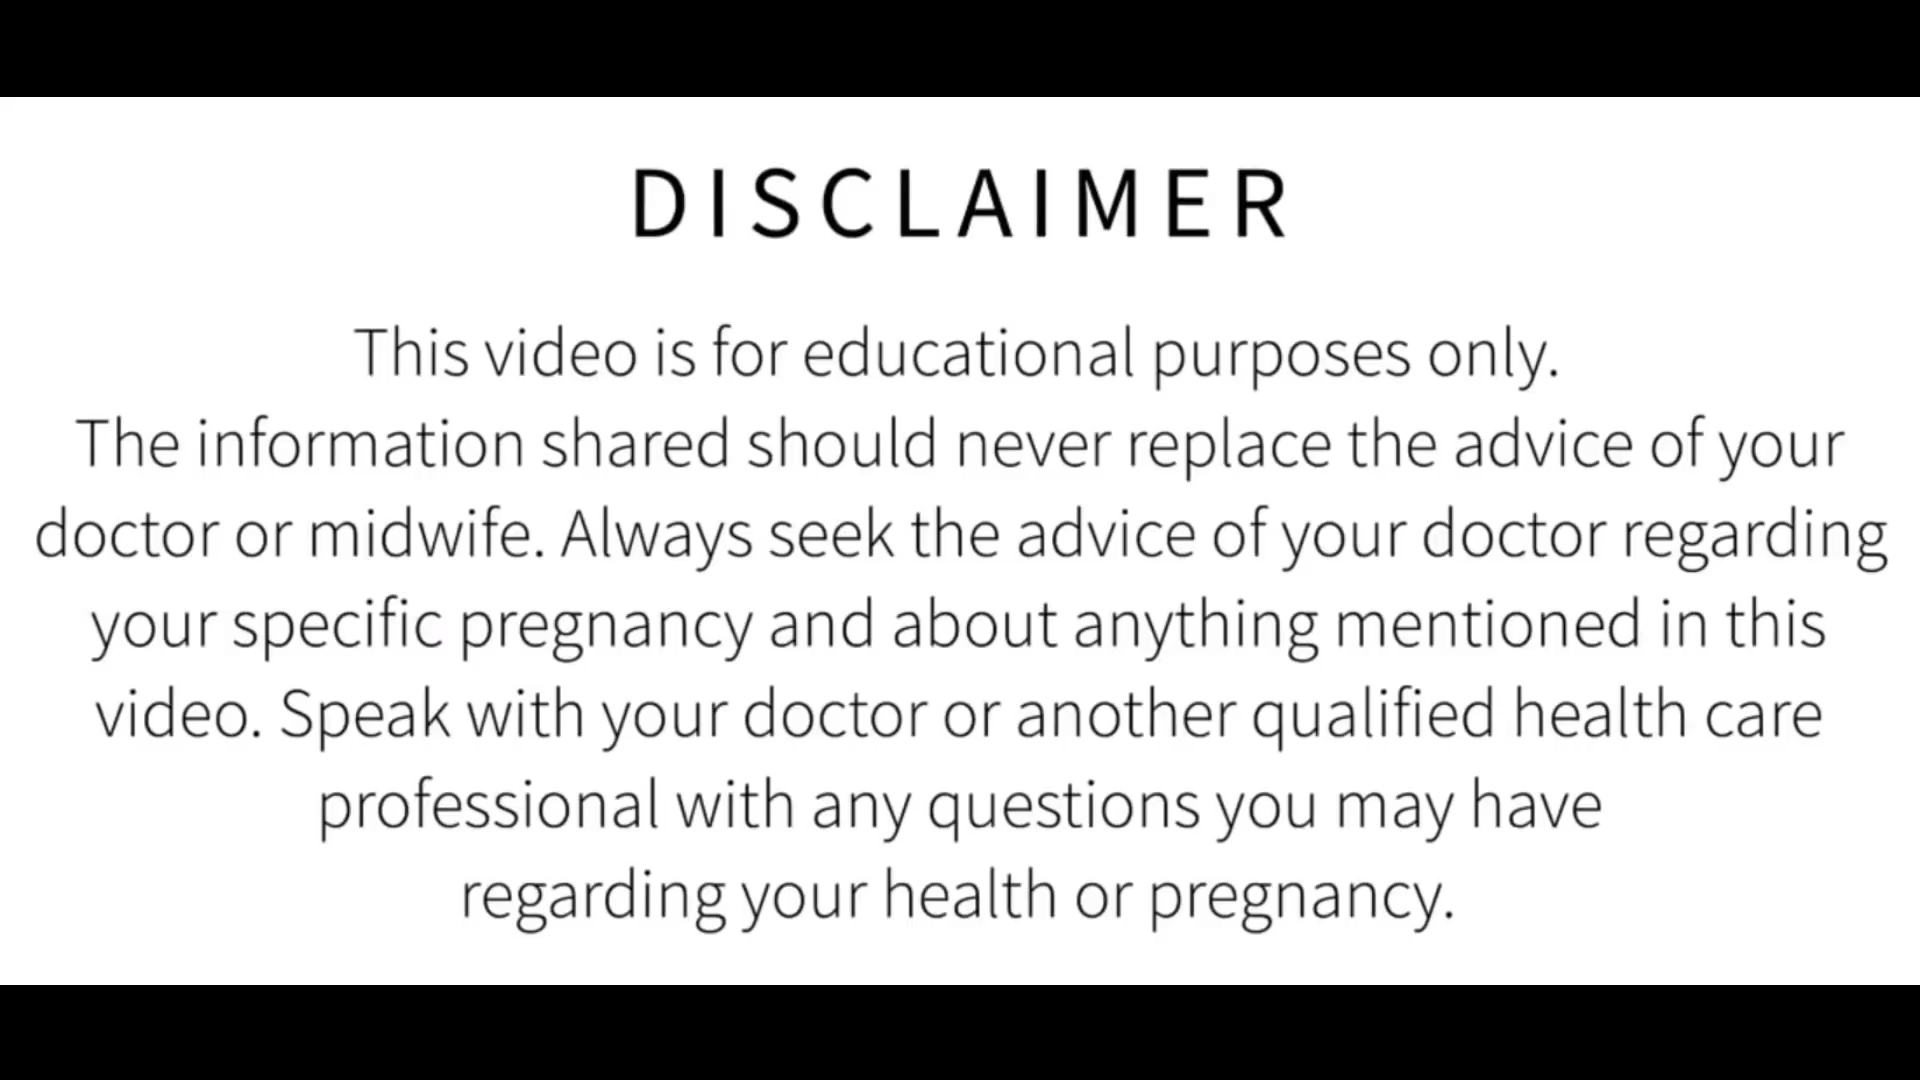 DISCLAIMER
This video is for educational purposes only.
The information shared should never replace the advice of your
doctor or midwife. Always seek the advice of your doctor regarding
your specific pregnancy and about anything mentioned in this
video. Speak with your doctor or another qualified health care
professional with any questions you may have
regarding your health or pregnancy.